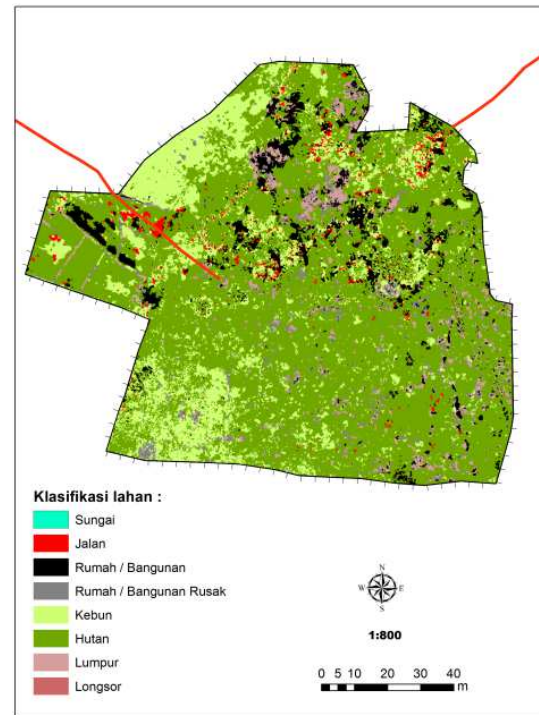 Klasifikasi lahan :
Sungai
Jalan
Rumah / Bangunan
Rumah / Bangunan Rusak
Kebun
Hutan
Lumpur
Longsor
N
W E
S
1:800
0 5 10 20 30 40
m